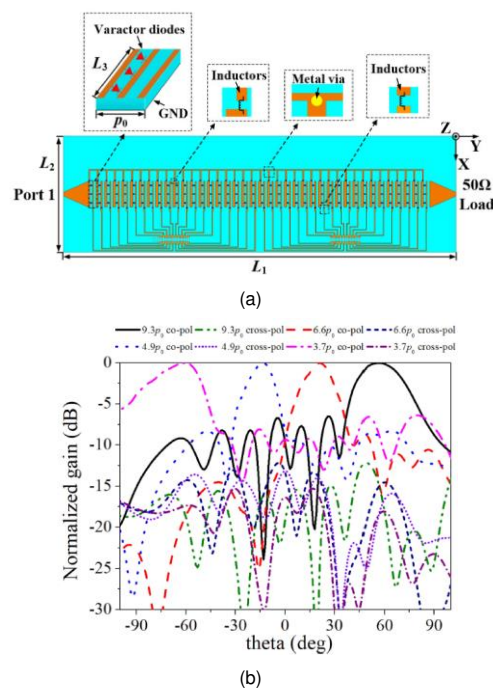 Varactor diodes
L3
p0
GND
Inductors
Metal via
Inductors
Z
Y
X
L2
Port 1
50Ω
Load
L1
(a)
9.3p0 co-pol 9.3p0 cross-pol 6.6p0 co-pol 6.6p0 cross-pol
4.9p0 co-pol 4.9p0 cross-pol 3.7p0 co-pol 3.7p0 cross-pol
Normalized gain (dB)
0
-5
-10
-15
-20
-25
-30
-90 -60 -30 0 30 60 90
theta (deg)
(b)